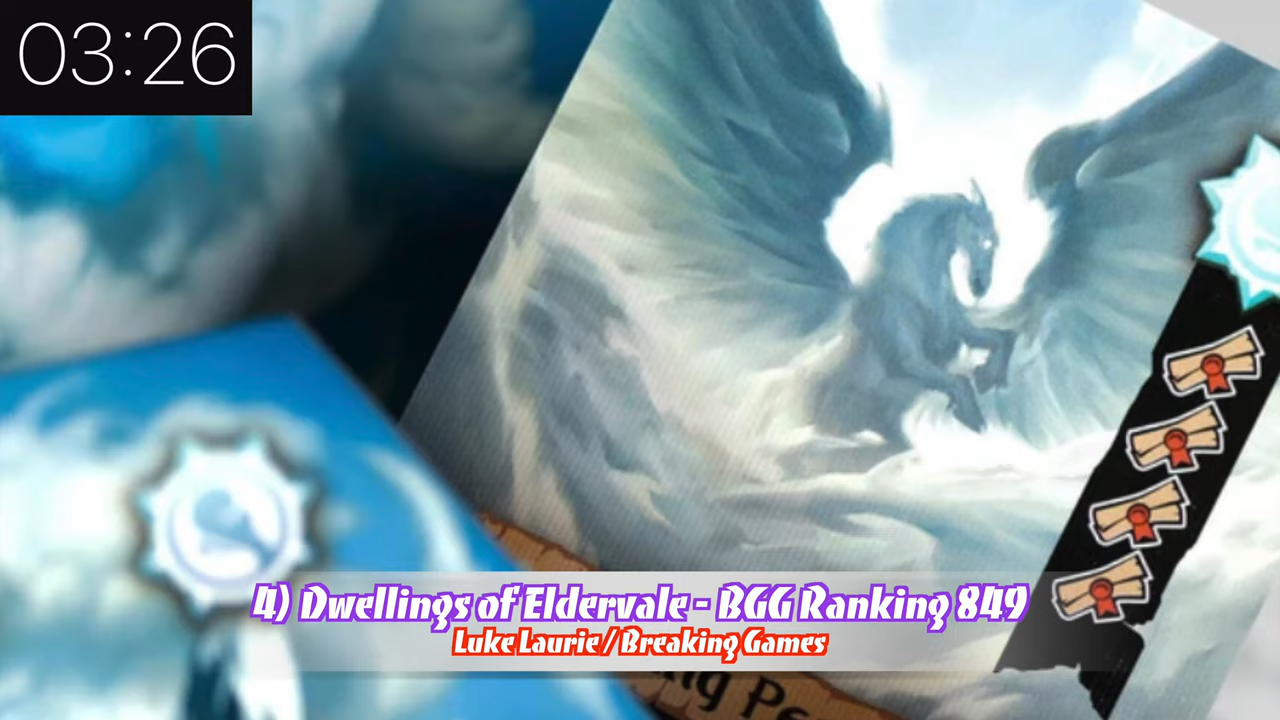 03:26
4) Dwellings of Eldervale - BGG Ranking 849
Luke Laurie / Breaking Games